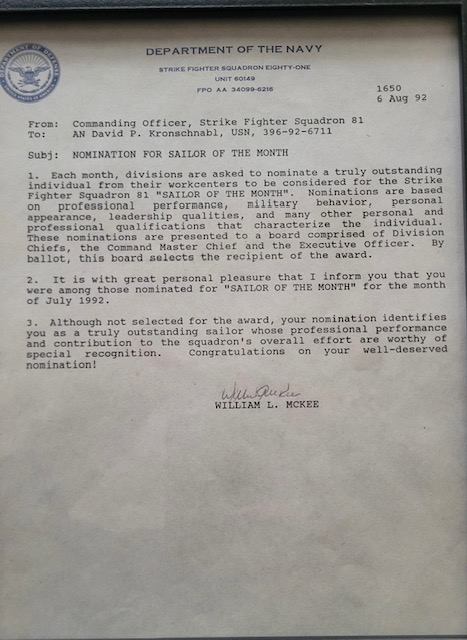 DEPARTMENT OF THE NAVY
STRIKE FIGHTER SQUADRON EIGHTY-ONE
UNIT 60149
FPO AA 34099-6216
1650
6 Aug 92
From: Commanding Officer, Strike Fighter Squadron 81
To: AN David P. Kronschnabl, USN, 396-92-6711
Subj: NOMINATION FOR SAILOR OF THE MONTH
1. Each month, divisions are asked to nominate a truly outstanding
individual from their workcenters to be considered for the Strike
Fighter Squadron 81 "SAILOR OF THE MONTH". Nominations are based
on professional performance, military behavior, personal
appearance, leadership qualities, and many other personal and
professional qualifications that characterize the individual.
These nominations are presented to a board comprised of Division
Chiefs, the Command Master Chief and the Executive Officer. By
ballot, this board selects the recipient of the award.
2. It is with great personal pleasure that I inform you that you
were among those nominated for "SAILOR OF THE MONTH" for the month
of July 1992.
3. Although not selected for the award, your nomination identifies
you as a truly outstanding sailor whose professional performance
and contribution to the squadron's overall effort are worthy of
special recognition. Congratulations on your well-deserved
nomination!
WILLIAM L. MCKEE